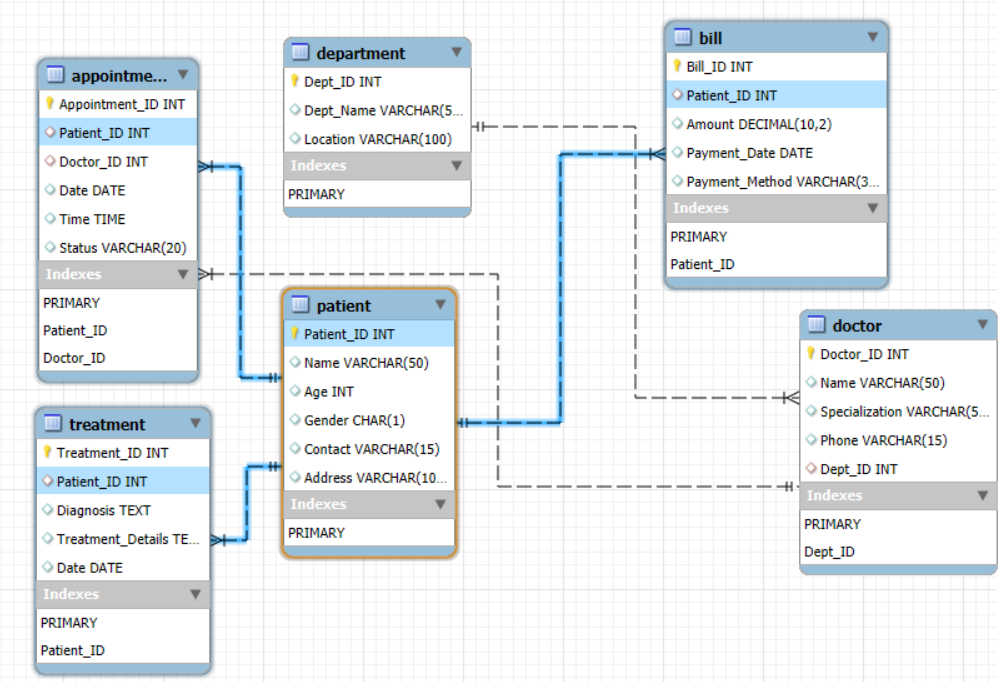 appointme...
Appointment_ID INT
Patient_ID INT
Doctor_ID INT
Date DATE
Time TIME
Status VARCHAR(20)
Indexes
PRIMARY
Patient_ID
Doctor_ID
department
Dept_ID INT
Dept_Name VARCHAR(5...
Location VARCHAR(100)
Indexes
PRIMARY
bill
Bill_ID INT
Patient_ID INT
Amount DECIMAL(10,2)
Payment_Date DATE
Payment_Method VARCHAR(3...
Indexes
PRIMARY
Patient_ID
patient
Patient_ID INT
Name VARCHAR(50)
Age INT
Gender CHAR(1)
Contact VARCHAR(15)
Address VARCHAR(10...
Indexes
PRIMARY
doctor
Doctor_ID INT
Name VARCHAR(50)
Specialization VARCHAR(5...
Phone VARCHAR(15)
Dept_ID INT
Indexes
PRIMARY
Dept_ID
treatment
Treatment_ID INT
Patient_ID INT
Diagnosis TEXT
Treatment_Details TE...
Date DATE
Indexes
PRIMARY
Patient_ID